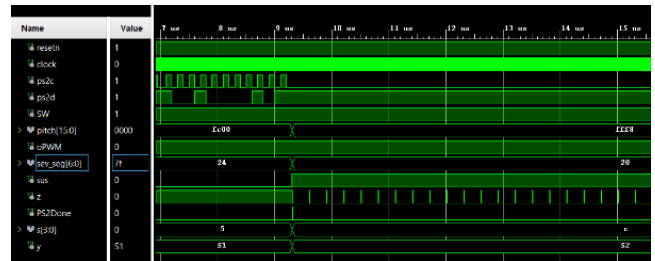 Name Value 7 us 8 us 9 us 10 us 11 us 12 us 13 us 14 us 15 us
resetn 1
clock 0
ps2c 1
ps2d 1
SW 1
pitch[15:0] 0000 fc00 fff8
oPWM 0
sev_seg[6:0] 7f 24 20
sus 0
z 0
PS2Done 0
s[3:0] 0 5 c
y S1 S1 S2